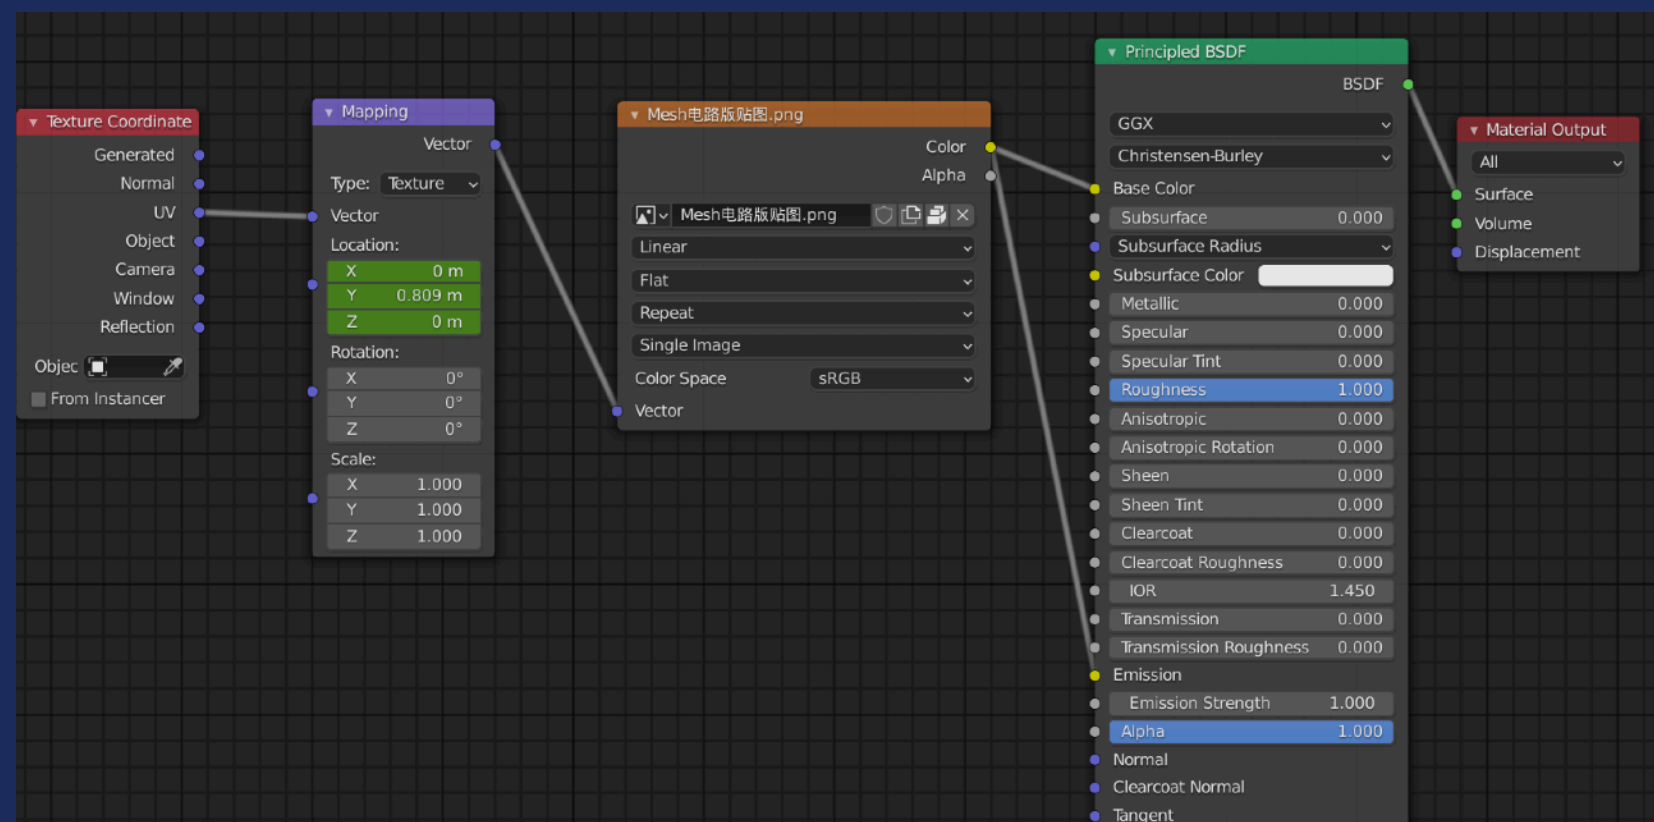 Texture Coordinate
Generated
Normal
UV
Object
Camera
Window
Reflection
Objec
From Instancer
Mapping
Vector
Type: Texture
Vector
Location:
X 0 m
Y 0.809 m
Z 0 m
Rotation:
X 0°
Y 0°
Z 0°
Scale:
X 1.000
Y 1.000
Z 1.000
Mesh电路版贴图.png
Color
Alpha
Mesh电路版贴图.png
Linear
Flat
Repeat
Single Image
Color Space sRGB
Vector
Principled BSDF
BSDF
GGX
Christensen-Burley
Base Color
Subsurface 0.000
Subsurface Radius
Subsurface Color
Metallic 0.000
Specular 0.000
Specular Tint 0.000
Roughness 1.000
Anisotropic 0.000
Anisotropic Rotation 0.000
Sheen 0.000
Sheen Tint 0.000
Clearcoat 0.000
Clearcoat Roughness 0.000
IOR 1.450
Transmission 0.000
Transmission Roughness 0.000
Emission
Emission Strength 1.000
Alpha 1.000
Normal
Clearcoat Normal
Tangent
Material Output
All
Surface
Volume
Displacement